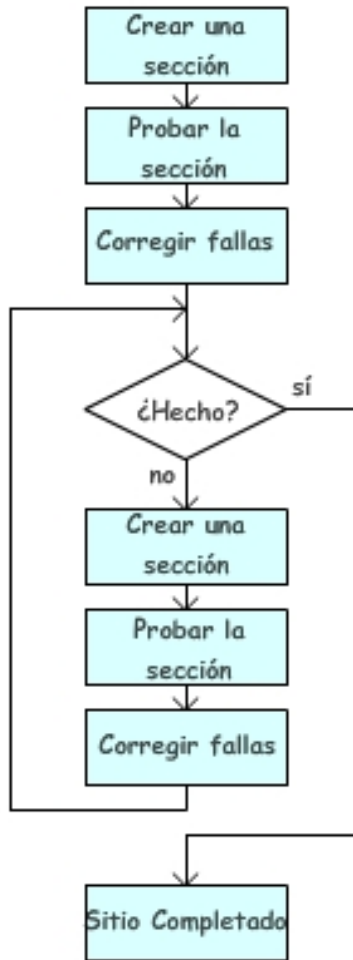 Crear una
sección
Probar la
sección
Corregir fallas
¿Hecho?
sí
no
Crear una
sección
Probar la
sección
Corregir fallas
Sitio Completado